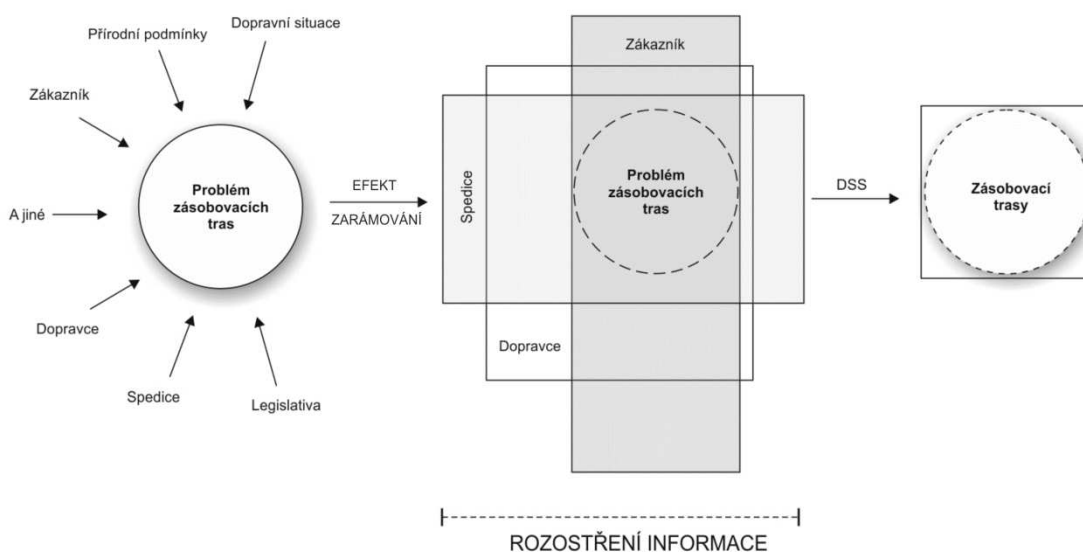 Dopravní situace
Přírodní podmínky
Zákazník
A jiné
Dopravce
Spedice
Legislativa
Problém
zásobovacích
tras
EFEKT
ZARÁMOVÁNÍ
Zákazník
Spedice
Problém
zásobovacích
tras
Dopravce
DSS
Zásobovací
trasy
ROZOSTŘENÍ INFORMACE